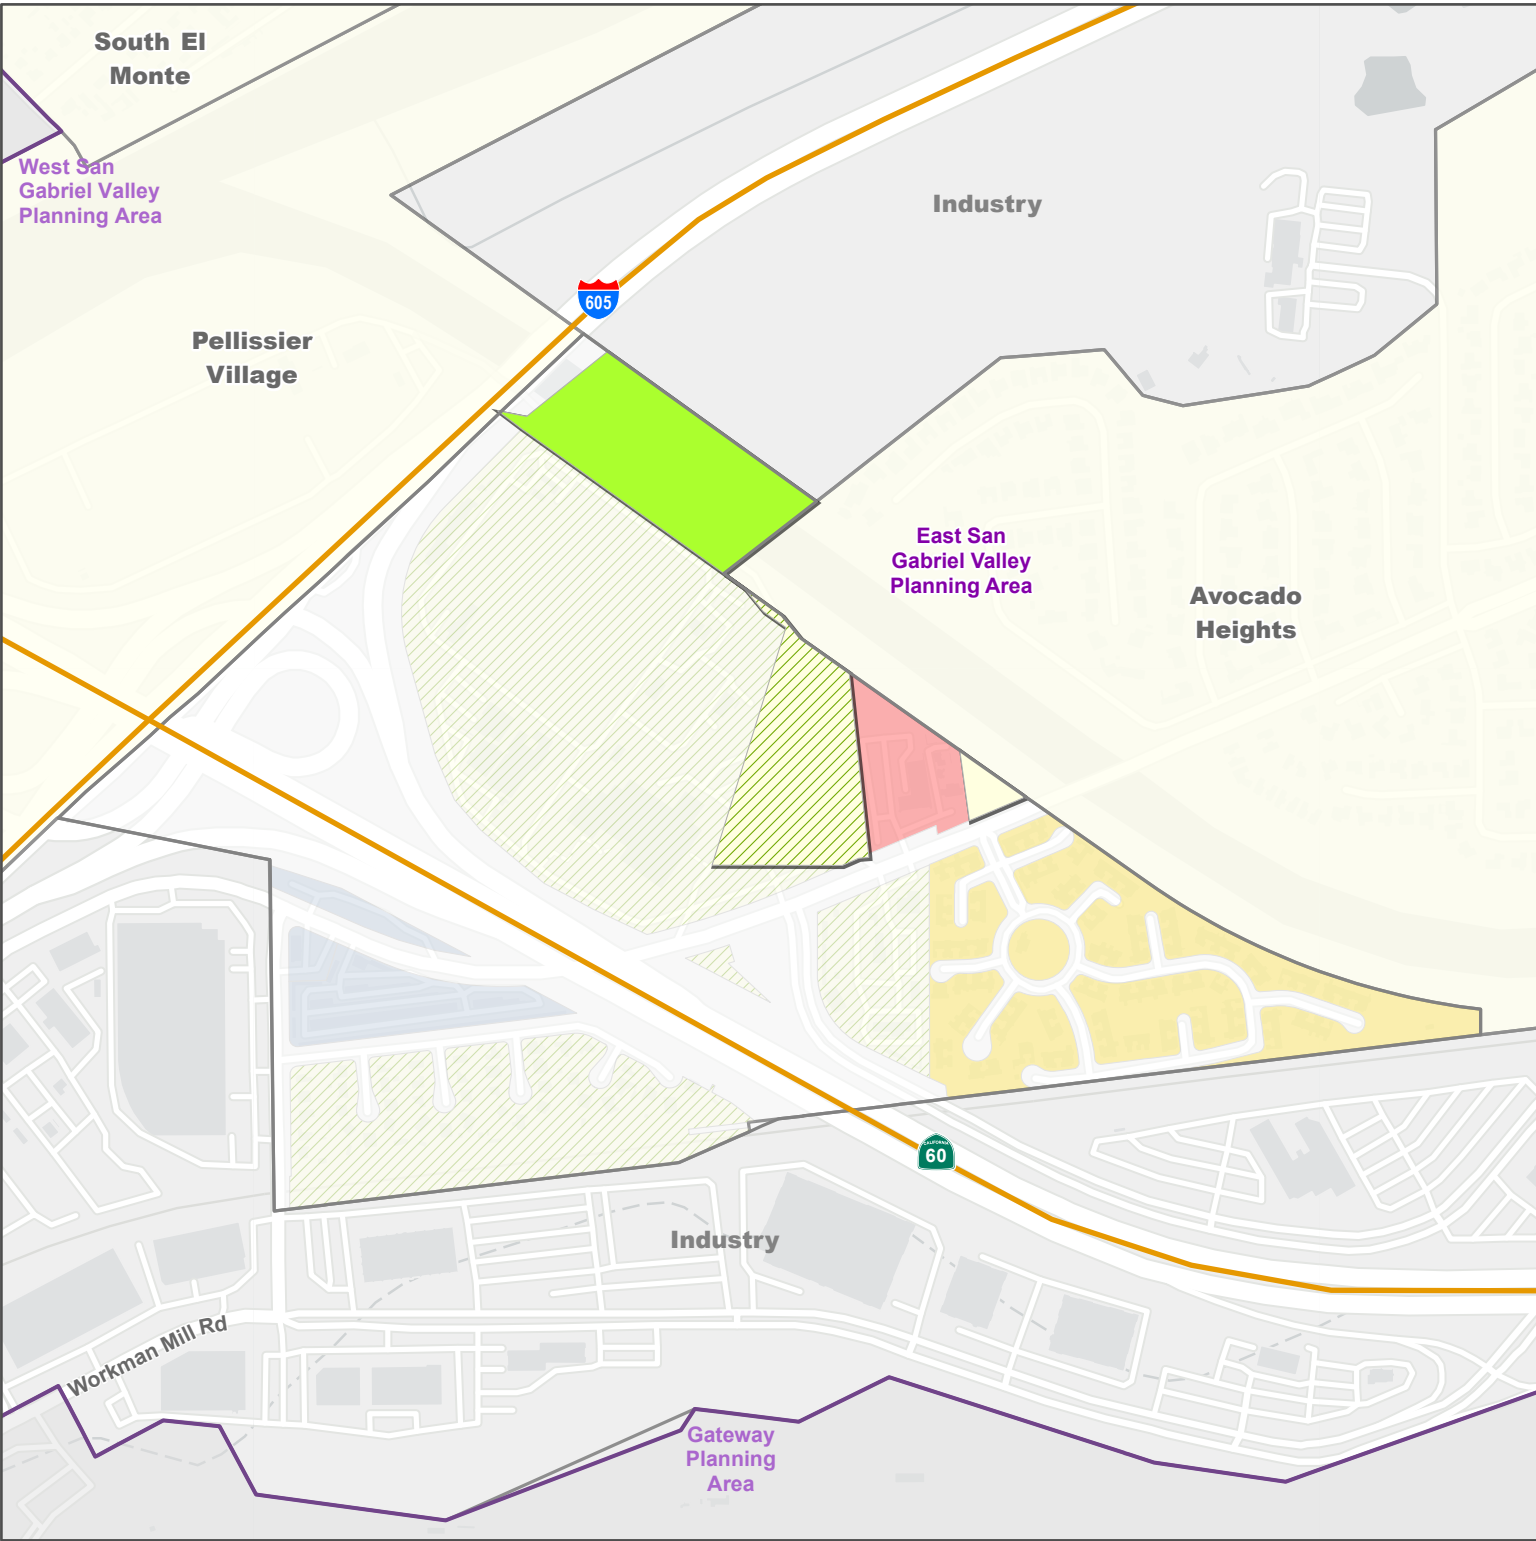 South El
Monte
West San
Gabriel Valley
Planning Area
Industry
605
Pellissier
Village
East San
Gabriel Valley
Planning Area
Avocado
Heights
CALIFORNIA
60
Industry
Workman Mill Rd
Gateway
Planning
Area